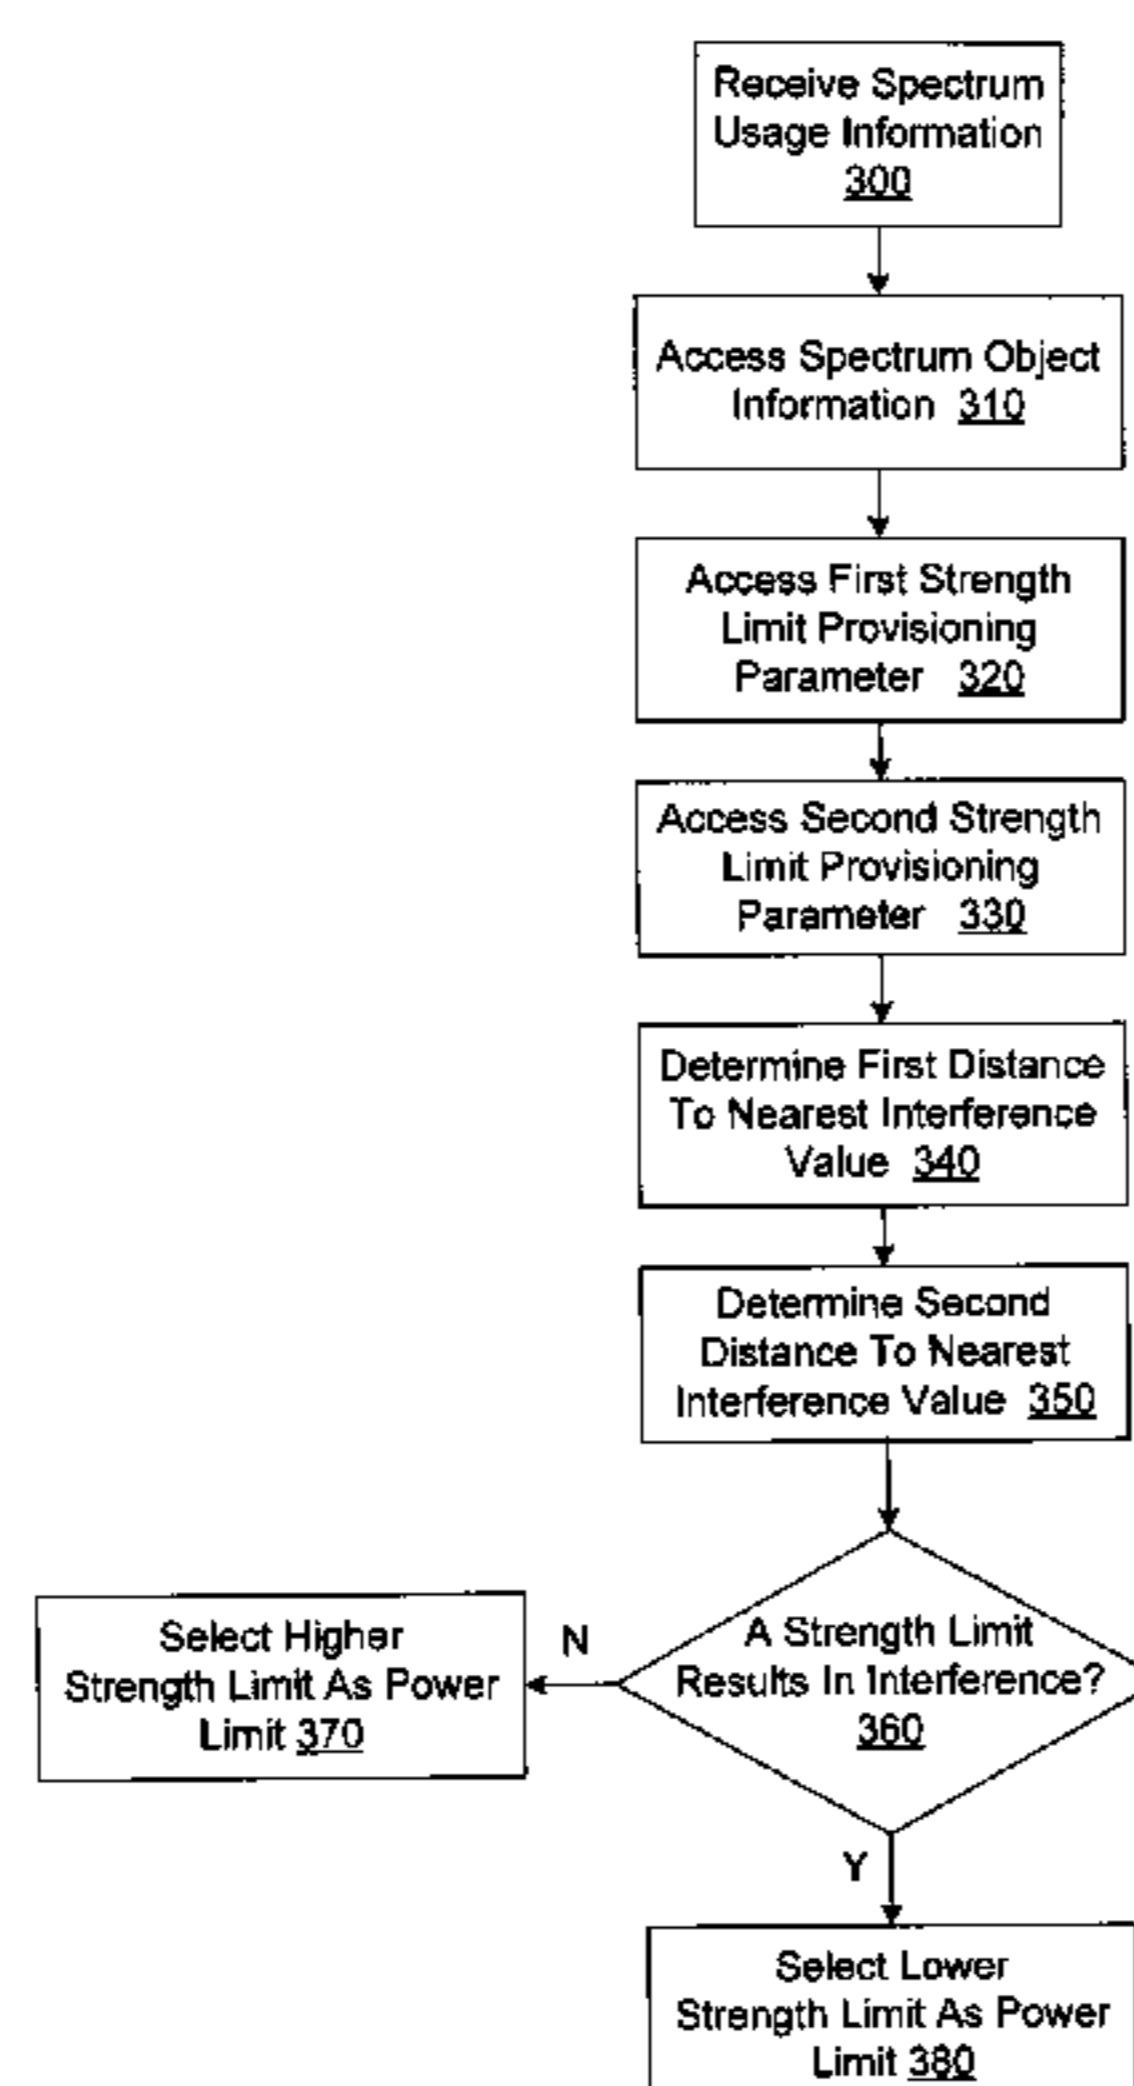 Receive Spectrum
Usage Information
300
Access Spectrum Object
Information 310
Access First Strength
Limit Provisioning
Parameter 320
Access Second Strength
Limit Provisioning
Parameter 330
Determine First Distance
To Nearest Interference
Value 340
Determine Second
Distance To Nearest
Interference Value 350
A Strength Limit
Results In Interference?
360
N
Select Higher
Strength Limit As Power
Limit 370
Y
Select Lower
Strength Limit As Power
Limit 380